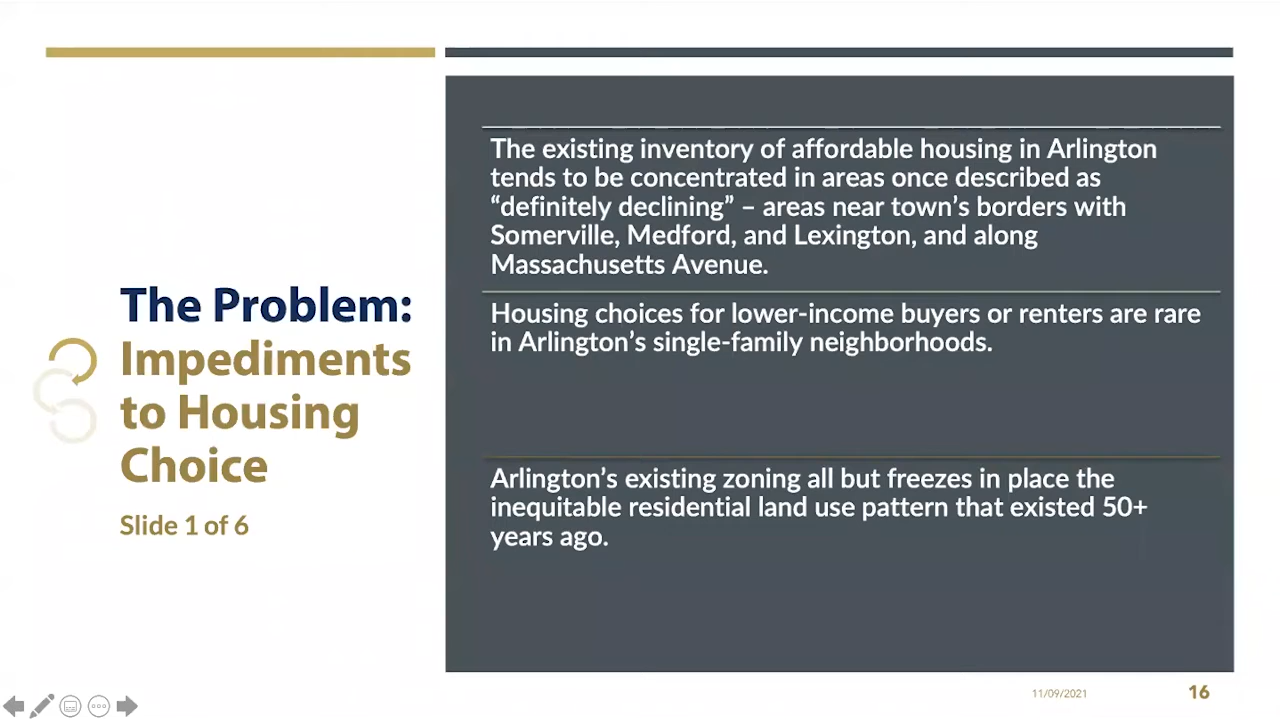 The Problem:
Impediments
to Housing
Choice
Slide 1 of 6
The existing inventory of affordable housing in Arlington
tends to be concentrated in areas once described as
“definitely declining” – areas near town’s borders with
Somerville, Medford, and Lexington, and along
Massachusetts Avenue.
Housing choices for lower-income buyers or renters are rare
in Arlington’s single-family neighborhoods.
Arlington’s existing zoning all but freezes in place the
inequitable residential land use pattern that existed 50+
years ago.
11/09/2021
16